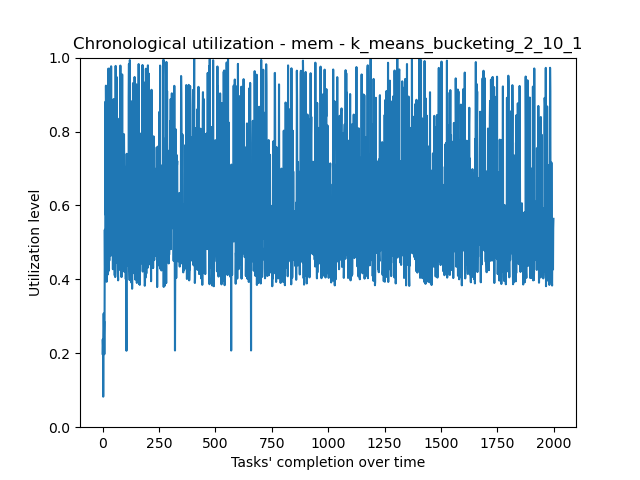 Chronological utilization - mem - k_means_bucketing_2_10_1
1.0
0.8
0.6
0.4
0.2
0.0
Utilization level
0 250 500 750 1000 1250 1500 1750 2000
Tasks' completion over time